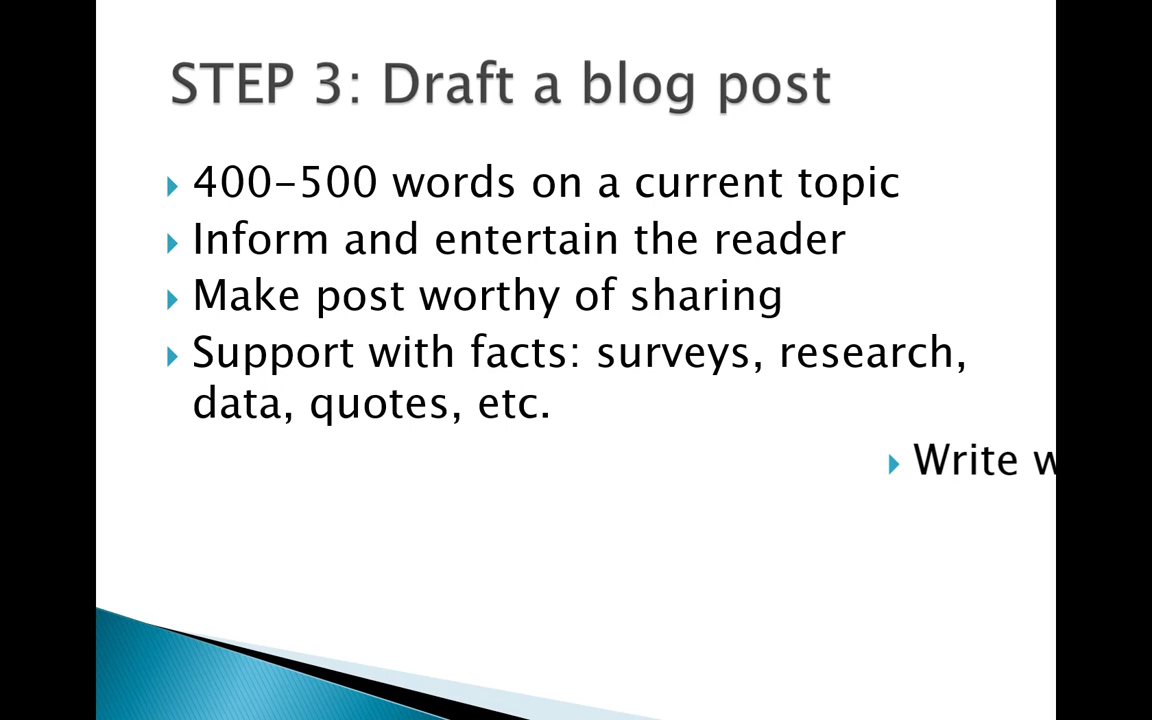 STEP 3: Draft a blog post
400-500 words on a current topic
Inform and entertain the reader
Make post worthy of sharing
Support with facts: surveys, research,
data, quotes, etc.
Write